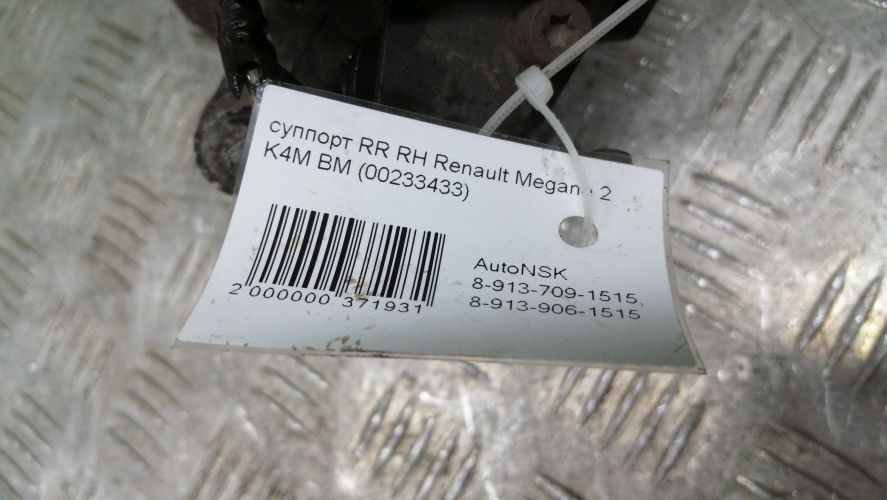 суппорт RR RH Renault Megane 2
K4M BM (00233433)
2 000000 371931
AutoNSK
8-913-709-1515,
8-913-906-1515